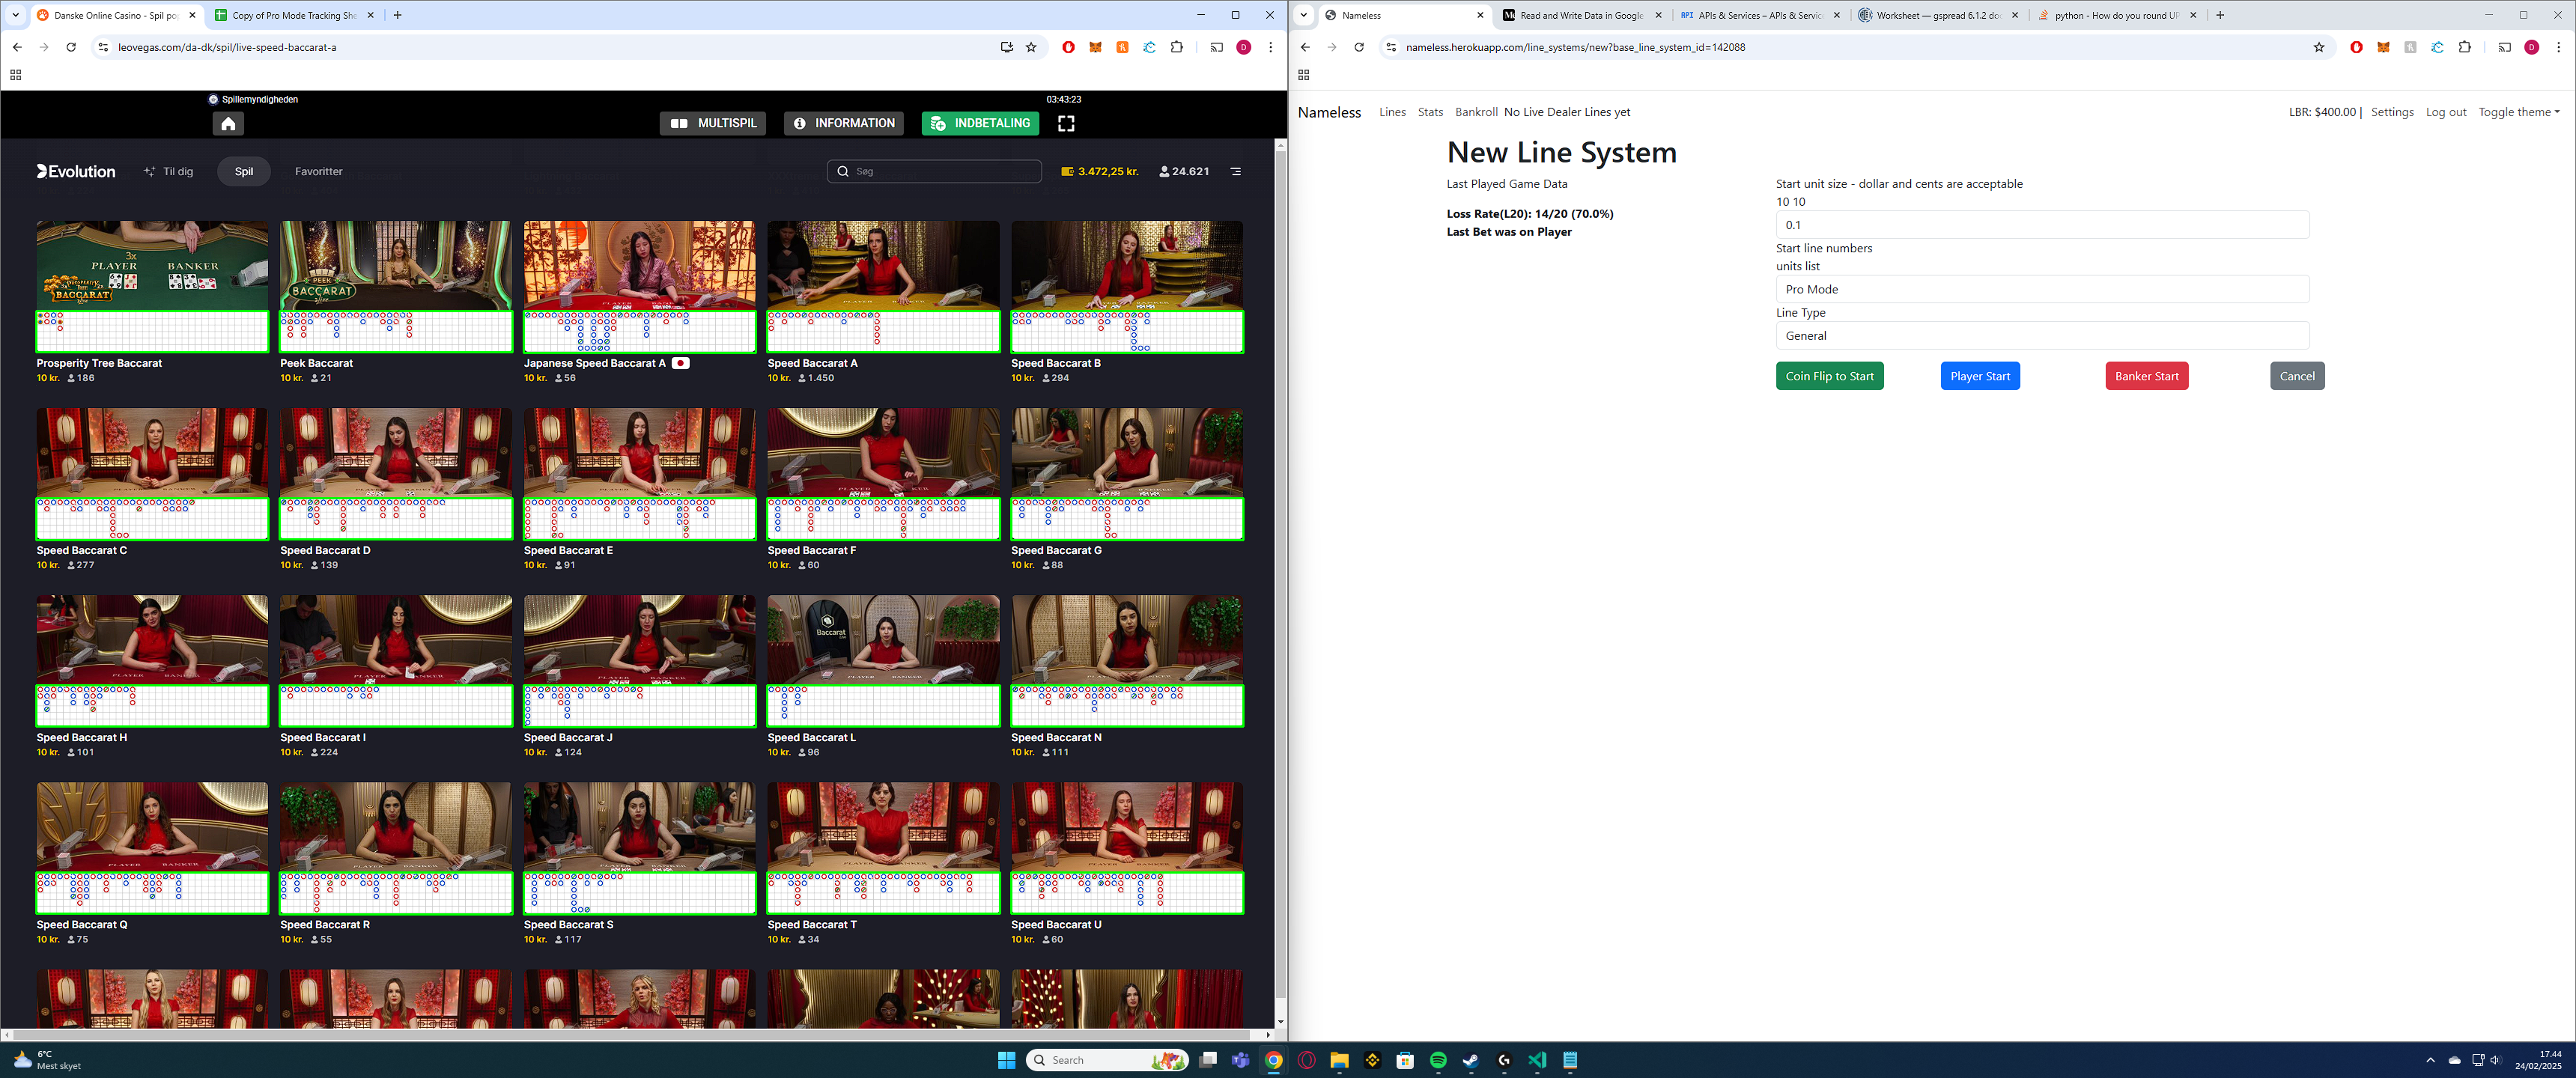 Danske Online Casino - Spil po
Copy of Pro Mode Tracking She
leovegas.com/da-dk/spil/live-speed-baccarat-a
D
Spillemyndigheden
03:43:23
MULTISPIL
INFORMATION
INDBETALING
Evolution
Til dig
Spil
Favoritter
Søg
3.472,25 kr.
24.621
3x
PLAYER BANKER
PROSPERITY TREE
BACCARAT
PEEK
BACCARAT
Prosperity Tree Baccarat
10 kr. 186
Peek Baccarat
10 kr. 21
Japanese Speed Baccarat A
10 kr. 56
Speed Baccarat A
10 kr. 1.450
Speed Baccarat B
10 kr. 294
Speed Baccarat C
10 kr. 277
Speed Baccarat D
10 kr. 139
Speed Baccarat E
10 kr. 91
Speed Baccarat F
10 kr. 60
Speed Baccarat G
10 kr. 88
Baccarat
Speed Baccarat H
10 kr. 101
Speed Baccarat I
10 kr. 224
Speed Baccarat J
10 kr. 124
Speed Baccarat L
10 kr. 96
Speed Baccarat N
10 kr. 111
Speed Baccarat Q
10 kr. 75
Speed Baccarat R
10 kr. 55
Speed Baccarat S
10 kr. 117
Speed Baccarat T
10 kr. 34
Speed Baccarat U
10 kr. 60
Nameless
Read and Write Data in Google
API APIs & Services – APIs & Service
Worksheet — gspread 6.1.2 do
python - How do you round UP
nameless.herokuapp.com/line_systems/new?base_line_system_id=142088
D
Nameless
Lines
Stats
Bankroll
No Live Dealer Lines yet
LBR: $400.00 |
Settings
Log out
Toggle theme
New Line System
Last Played Game Data
Loss Rate(L20): 14/20 (70.0%)
Last Bet was on Player
Start unit size - dollar and cents are acceptable
10 10
0.1
Start line numbers
units list
Pro Mode
Line Type
General
Coin Flip to Start
Player Start
Banker Start
Cancel
6°C
Mest skyet
Search
17.44
24/02/2025